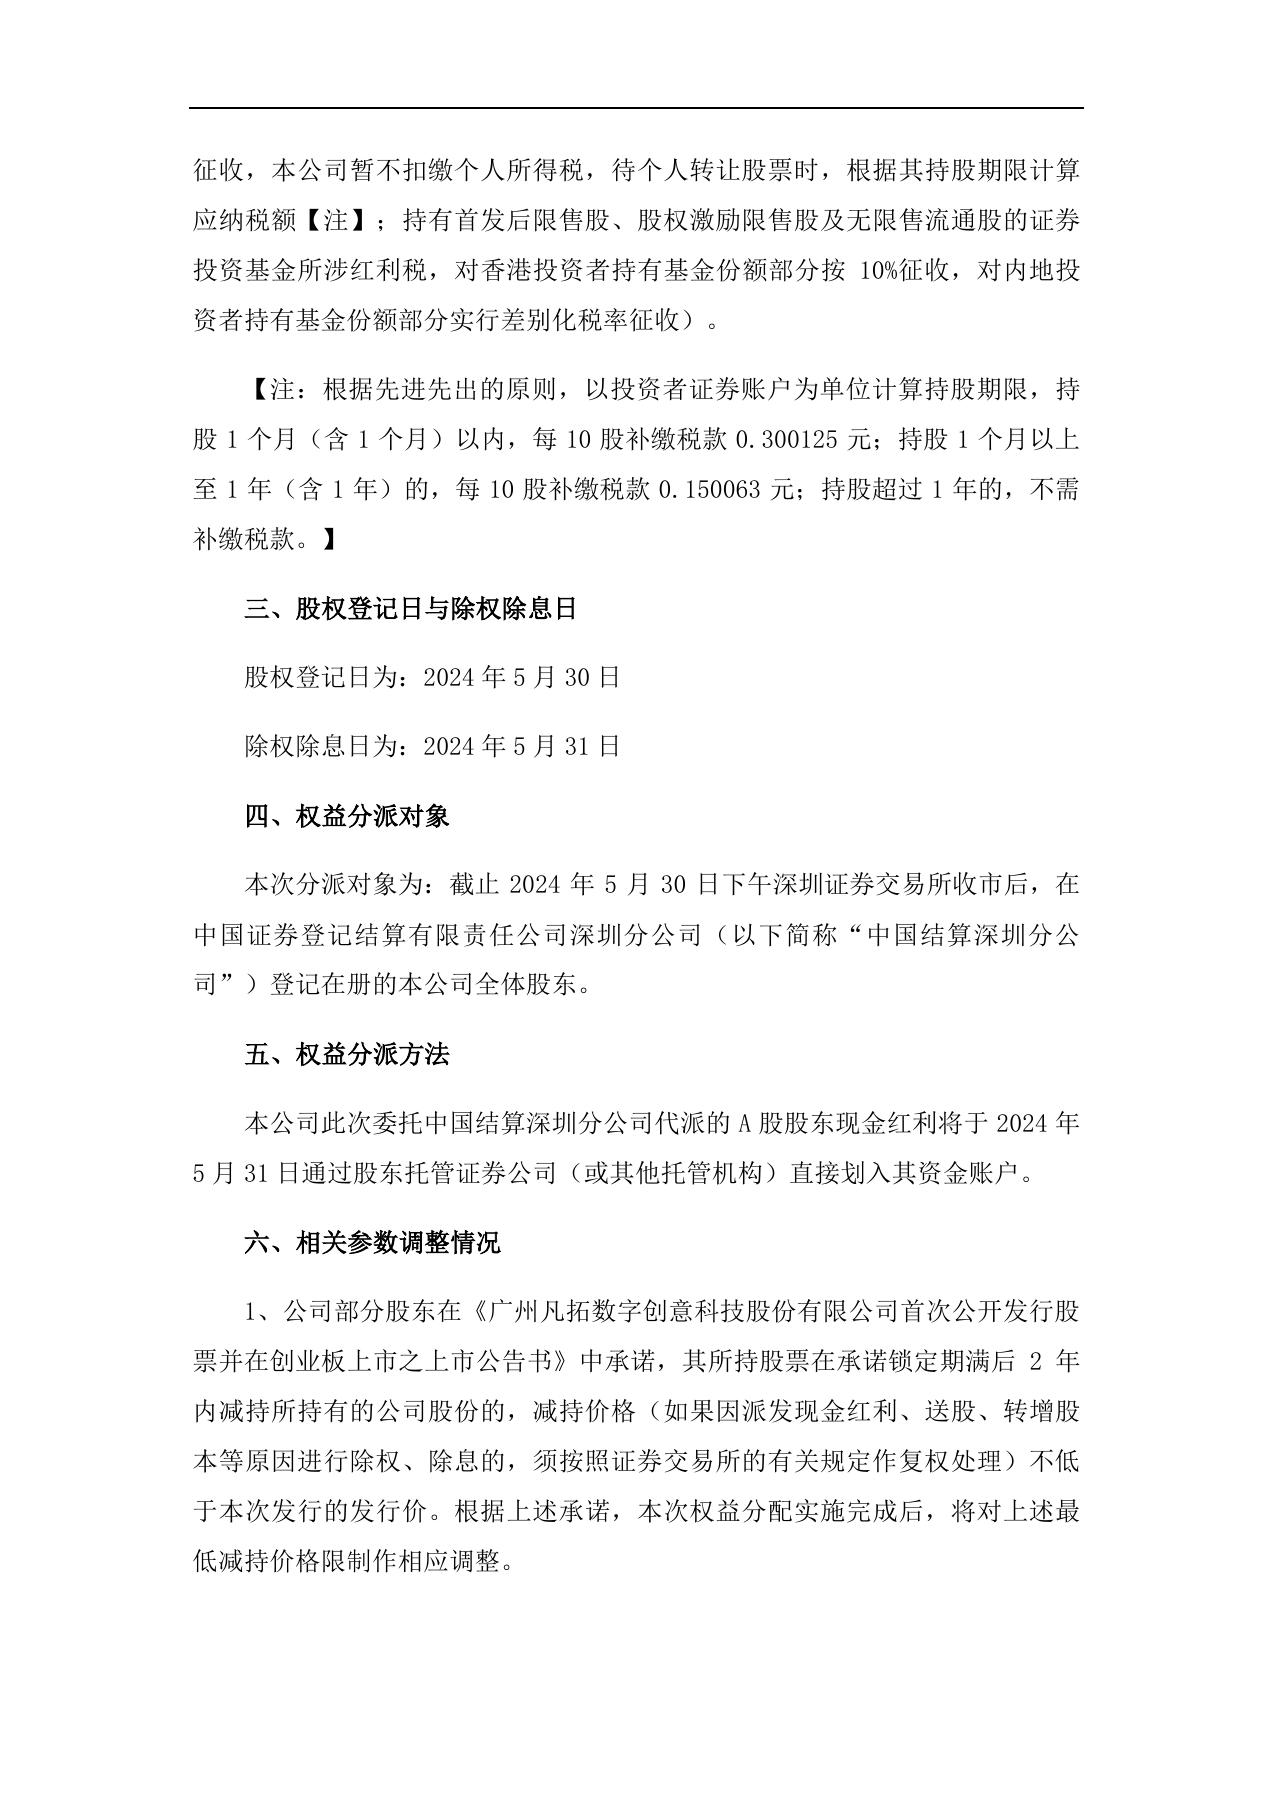 征收，本公司暂不扣缴个人所得税，待个人转让股票时，根据其持股期限计算
应纳税额【注】；持有首发后限售股、股权激励限售股及无限售流通股的证券
投资基金所涉红利税，对香港投资者持有基金份额部分按 10%征收，对内地投
资者持有基金份额部分实行差别化税率征收）。
【注：根据先进先出的原则，以投资者证券账户为单位计算持股期限，持
股 1 个月（含 1 个月）以内，每 10 股补缴税款 0.300125 元；持股 1 个月以上
至 1 年（含 1 年）的，每 10 股补缴税款 0.150063 元；持股超过 1 年的，不需
补缴税款。】
三、股权登记日与除权除息日
股权登记日为：2024 年 5 月 30 日
除权除息日为：2024 年 5 月 31 日
四、权益分派对象
本次分派对象为：截止 2024 年 5 月 30 日下午深圳证券交易所收市后，在
中国证券登记结算有限责任公司深圳分公司（以下简称“中国结算深圳分公
司”）登记在册的本公司全体股东。
五、权益分派方法
本公司此次委托中国结算深圳分公司代派的 A 股股东现金红利将于 2024 年
5 月 31 日通过股东托管证券公司（或其他托管机构）直接划入其资金账户。
六、相关参数调整情况
1、公司部分股东在《广州凡拓数字创意科技股份有限公司首次公开发行股
票并在创业板上市之上市公告书》中承诺，其所持股票在承诺锁定期满后 2 年
内减持所持有的公司股份的，减持价格（如果因派发现金红利、送股、转增股
本等原因进行除权、除息的，须按照证券交易所的有关规定作复权处理）不低
于本次发行的发行价。根据上述承诺，本次权益分配实施完成后，将对上述最
低减持价格限制作相应调整。